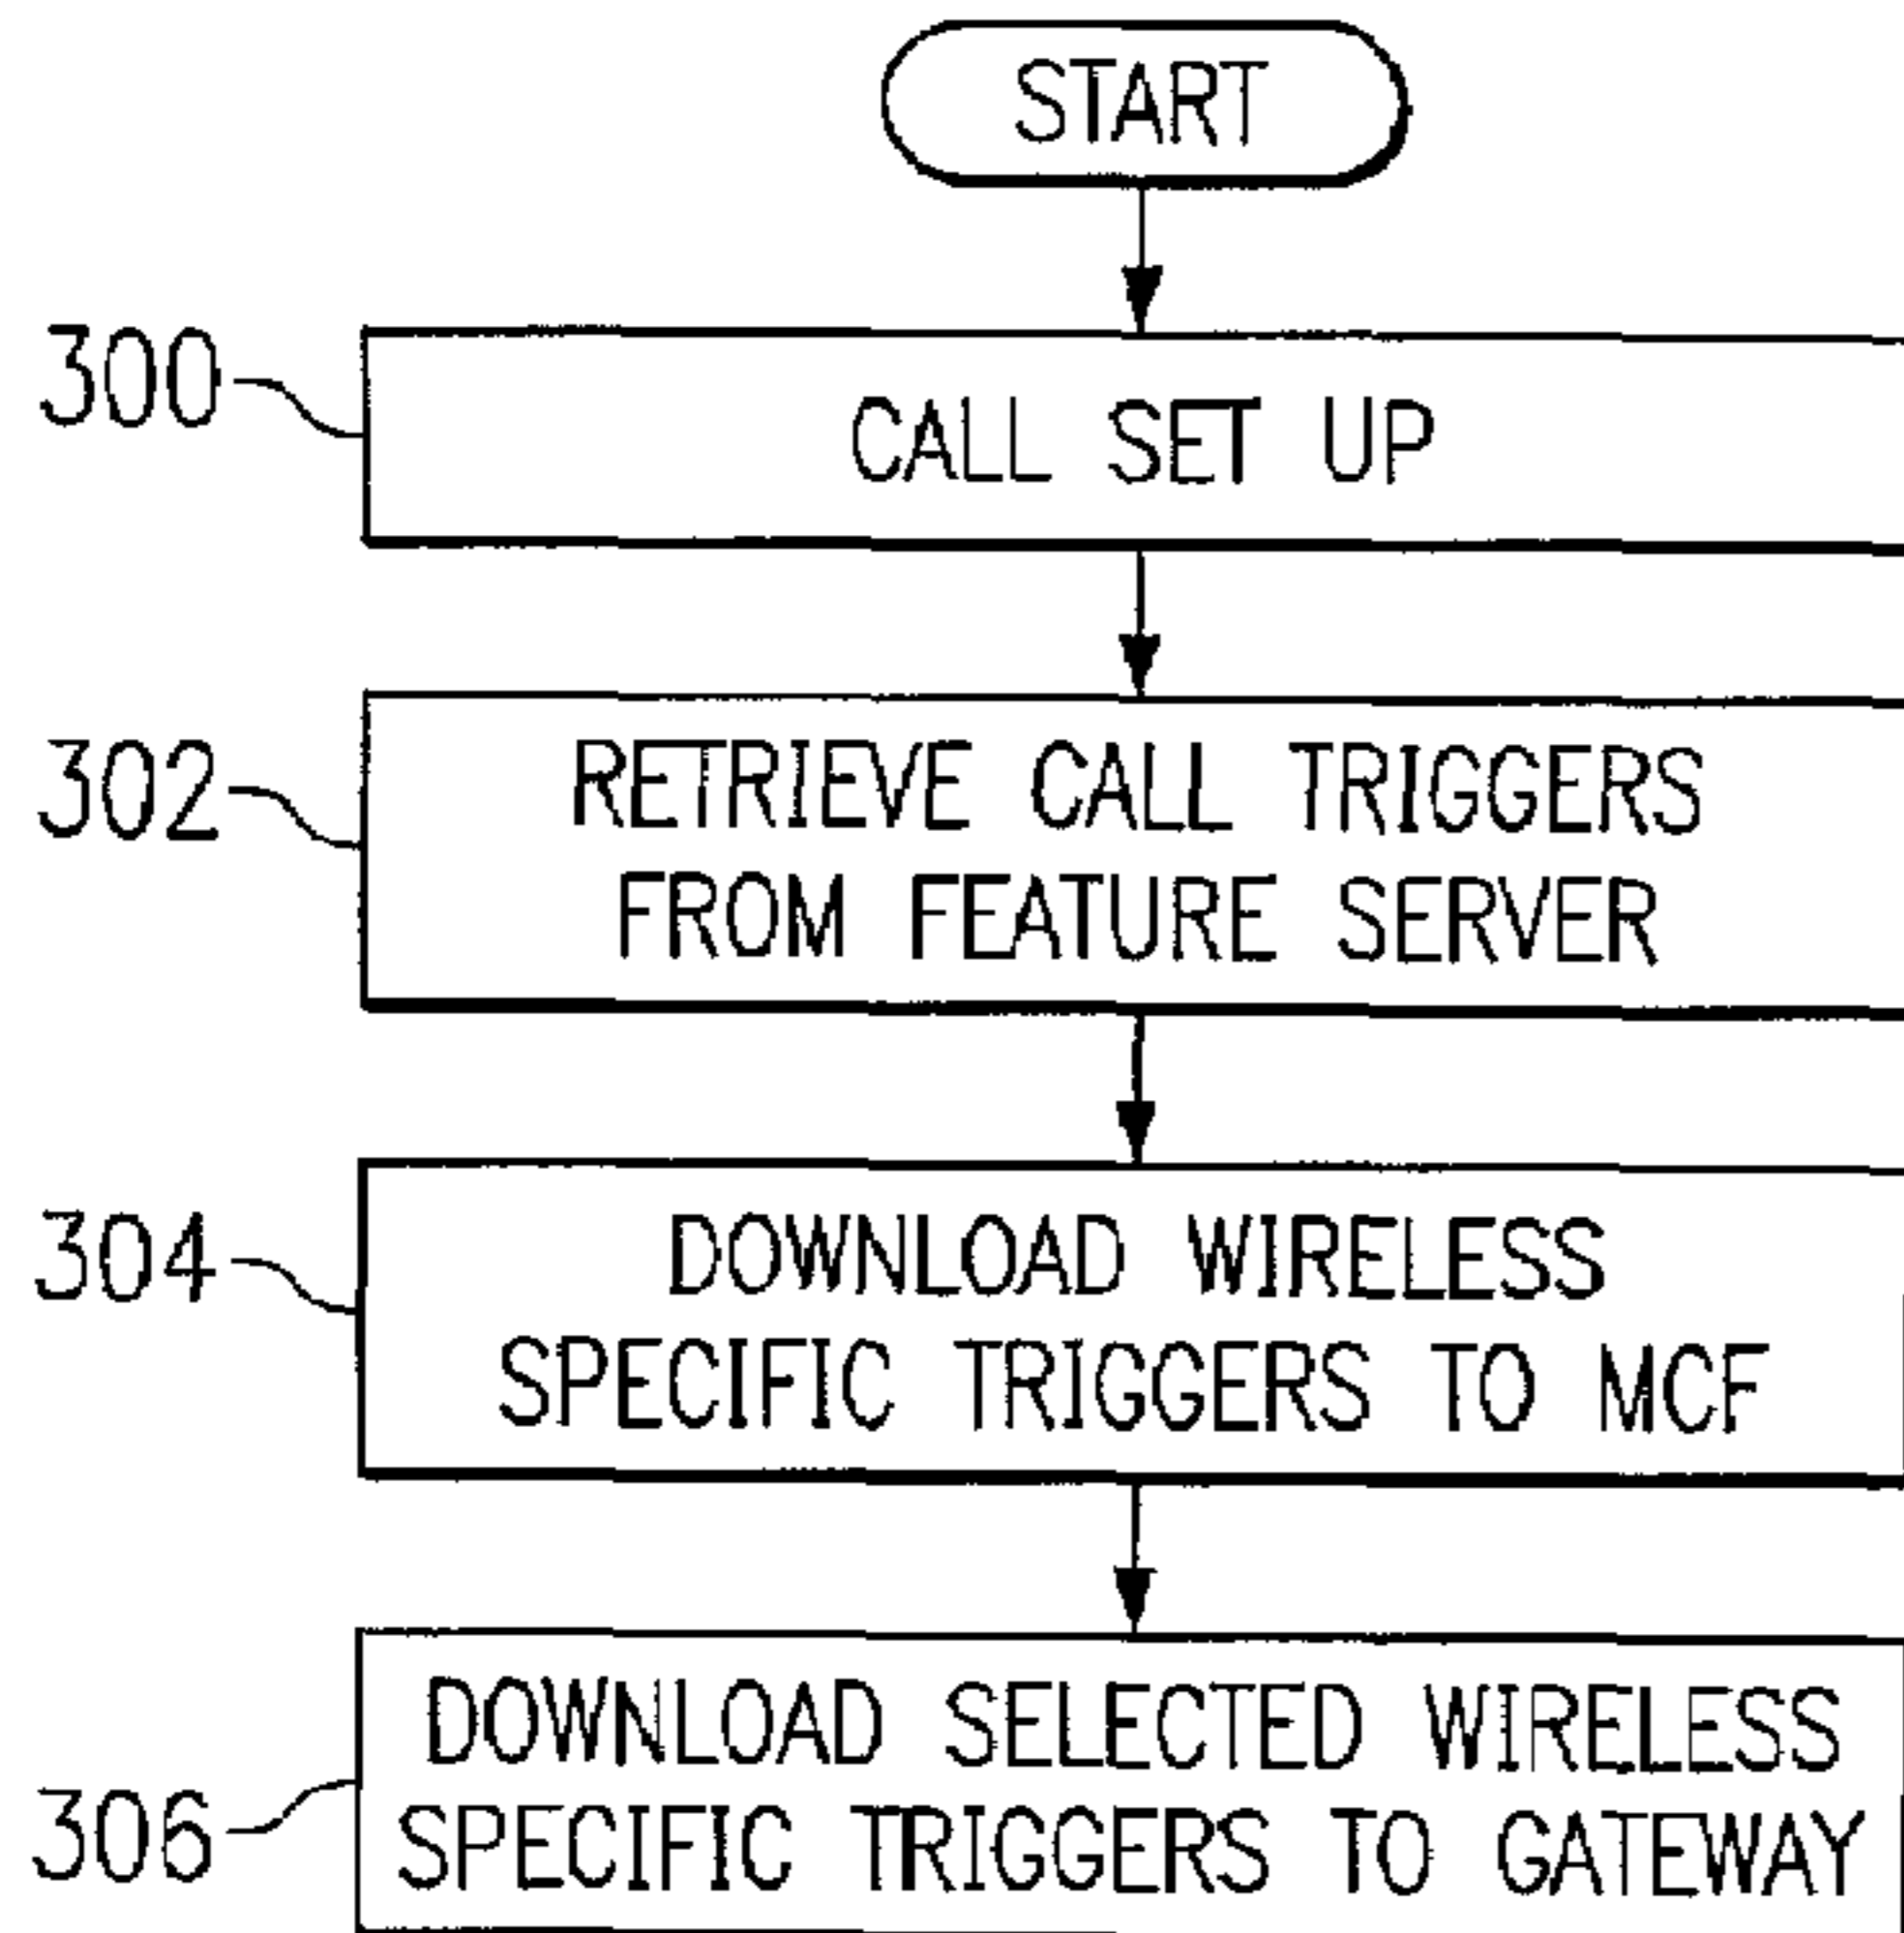 START
300
CALL SET UP
302
RETRIEVE CALL TRIGGERS
FROM FEATURE SERVER
304
DOWNLOAD WIRELESS
SPECIFIC TRIGGERS TO MCF
306
DOWNLOAD SELECTED WIRELESS
SPECIFIC TRIGGERS TO GATEWAY